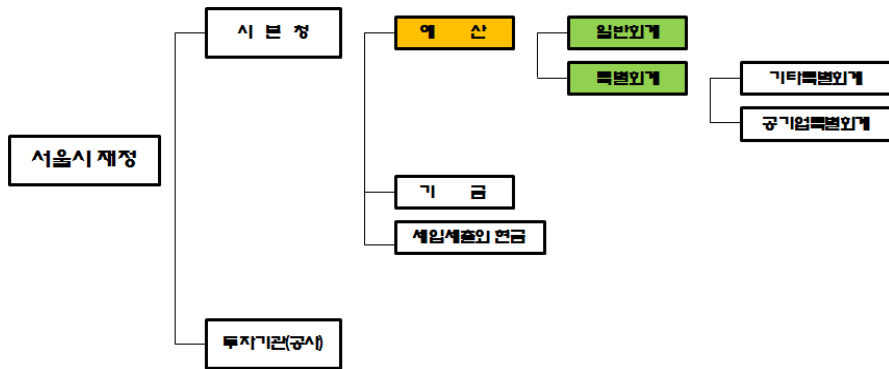 시 본 청
예 산
일반회계
특별회계
기타특별회계
공기업특별회계
서울시 재정
기 금
세입세출외 현금
투자기관(공사)